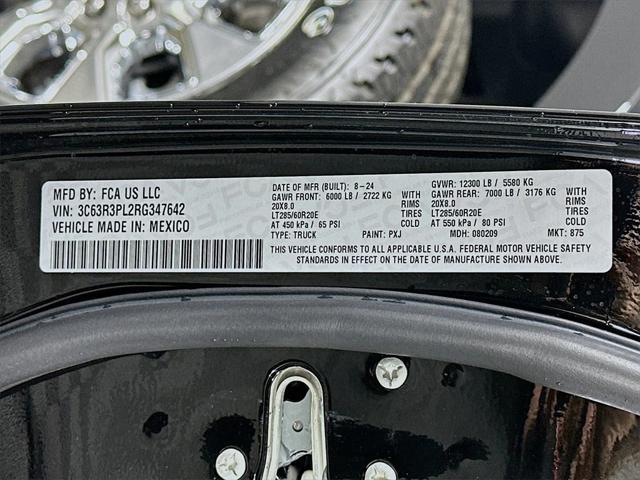 MFD BY: FCA US LLC
VIN: 3C63R3PL2RG347642
VEHICLE MADE IN: MEXICO
DATE OF MFR (BUILT): 8-24
GAWR FRONT: 6000 LB / 2722 KG WITH
20X8.0 RIMS
LT285/60R20E
AT 450 kPa / 65 PSI COLD
TYPE: TRUCK PAINT: PXJ
GVWR: 12300 LB / 5580 KG
GAWR REAR: 7000 LB / 3176 KG WITH
20X8.0 RIMS
LT285/60R20E
AT 550 kPa / 80 PSI COLD
MDH: 080209 MKT: 875
THIS VEHICLE CONFORMS TO ALL APPLICABLE U.S.A. FEDERAL MOTOR VEHICLE SAFETY
STANDARDS IN EFFECT ON THE DATE OF MANUFACTURE SHOWN ABOVE.